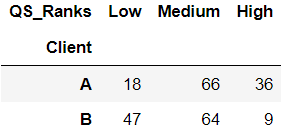 QS_Ranks Low Medium High
Client
A 18 66 36
B 47 64 9